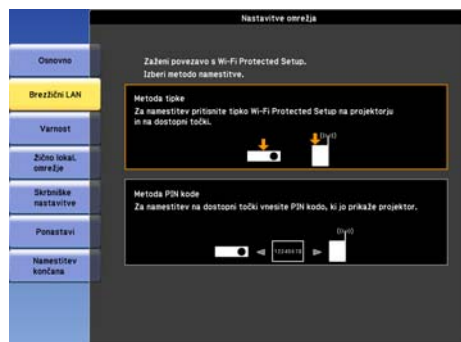 Nastavitve omrežja
Osnovno
Brezžični LAN
Varnost
Žično lokal.
omrežje
Skrbniške
nastavitve
Ponastavi
Namestitev
končana
Zaženi povezavo s Wi-Fi Protected Setup.
Izberi metodo namestitve.
Metoda tipke
Za namestitev pritisnite tipko Wi-Fi Protected Setup na projektorju
in na dostopni točki.
Metoda PIN kode
Za namestitev na dostopni točki vnesite PIN kodo, ki jo prikaže projektor.
12345678